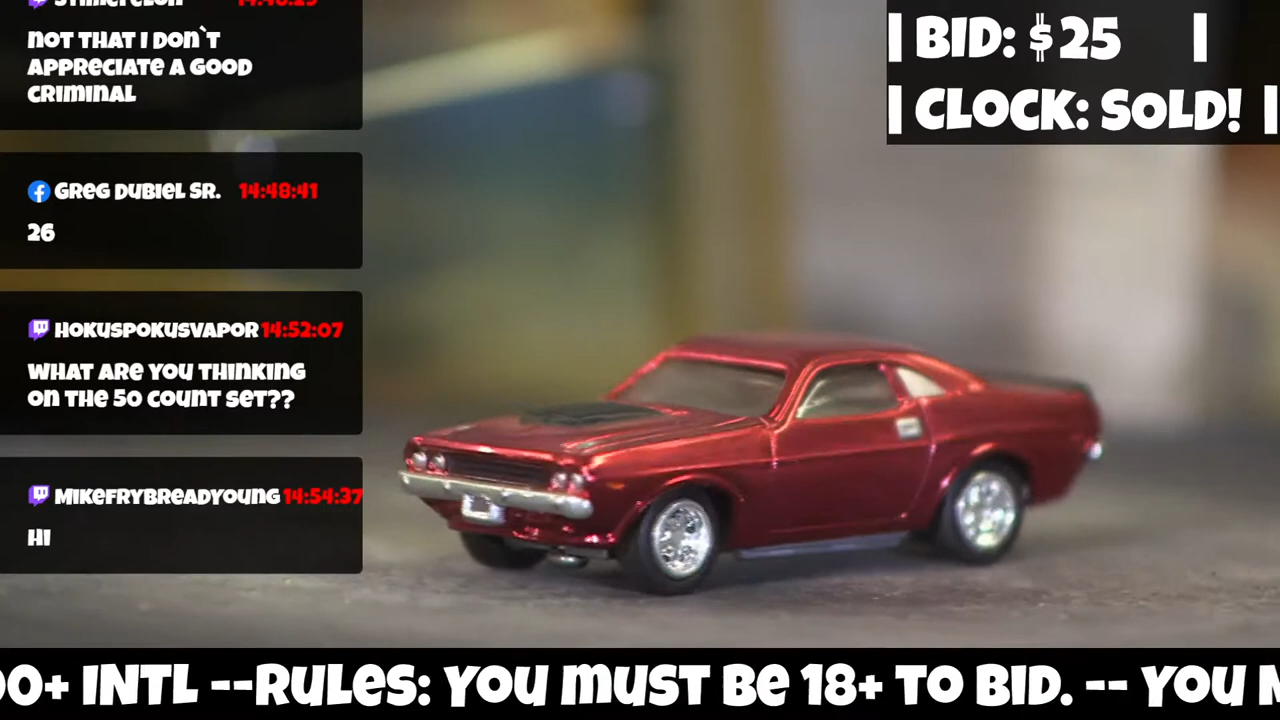 NOT THAT I DON`T
APPRECIATE A GOOD
CRIMINAL
GREG DUBIEL SR. 14:48:41
26
HOKUSPOKUSVAPOR 14:52:07
WHAT ARE YOU THINKING
ON THE 50 COUNT SET??
MIKEFRYBREADYOUNG 14:54:37
HI
| BID: $25 |
| CLOCK: SOLD! |
00+ INTL --RULES: YOU MUST BE 18+ TO BID. -- YOU